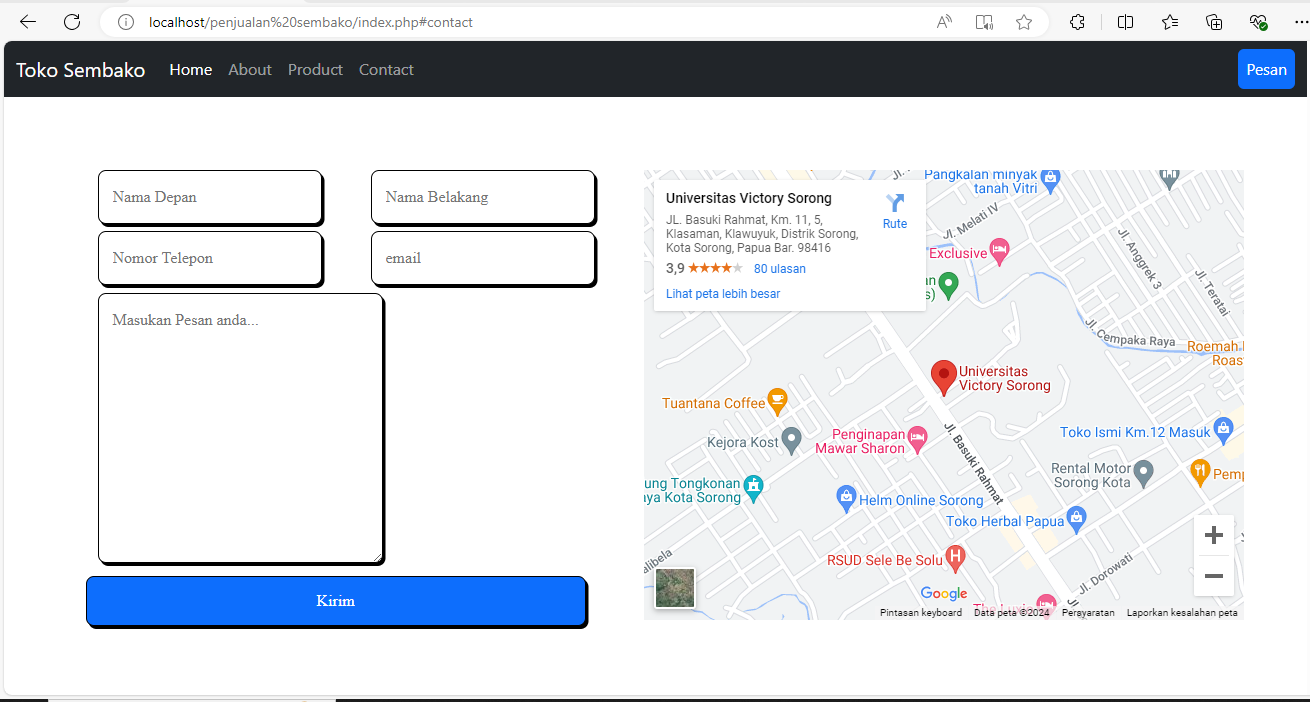 localhost/penjualan%20sembako/index.php#contact
Toko Sembako Home About Product Contact Pesan
Nama Depan
Nama Belakang
Nomor Telepon
email
Masukan Pesan anda...
Kirim
Universitas Victory Sorong
JL. Basuki Rahmat, Km. 11, 5,
Klasaman, Klawuyuk, Distrik Sorong,
Kota Sorong, Papua Bar. 98416
3,9 80 ulasan
Lihat peta lebih besar
Rute
Pangkalan minyak
tanah Vitri
Jl. Melati IV
Exclusive
Jl. Anggrek 3
Jl. Teratai
Jl. Cempaka Raya
Roemah
Roas
Universitas
Victory Sorong
Tuantana Coffee
Kejora Kost
Penginapan
Mawar Sharon
Jl. Basuki Rahmat
Toko Ismi Km.12 Masuk
Rental Motor
Sorong Kota
Pemp
ung Tongkonan
aya Kota Sorong
Helm Online Sorong
Toko Herbal Papua
RSUD Sele Be Solu
alibela
Jl. Dorowati
Google
Pintasan keyboard Data peta ©2024 Persyaratan Laporkan kesalahan peta